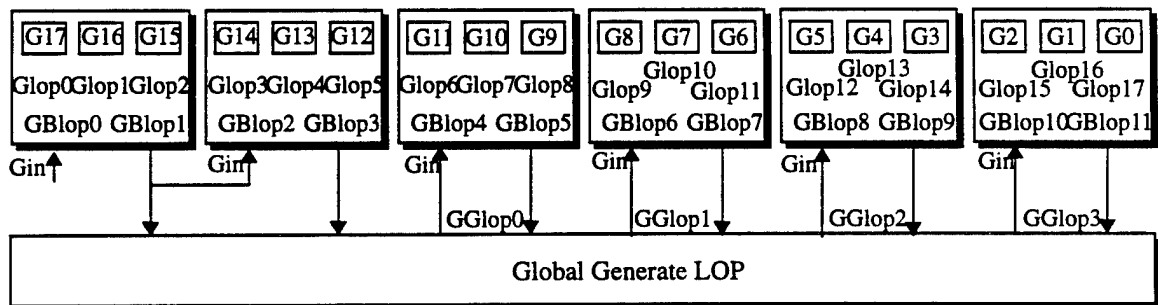 G17 G16 G15 G14 G13 G12 G11 G10 G9 G8 G7 G6 G5 G4 G3 G2 G1 G0
Glop10 Glop13 Glop16
Glop0 Glop1 Glop2 Glop3 Glop4 Glop5 Glop6 Glop7 Glop8 Glop9 Glop11 Glop12 Glop14 Glop15 Glop17
GBlop0 GBlop1 GBlop2 GBlop3 GBlop4 GBlop5 GBlop6 GBlop7 GBlop8 GBlop9 GBlop10 GBlop11
Gin Gin Gin Gin Gin Gin
GGlop0 GGlop1 GGlop2 GGlop3
Global Generate LOP